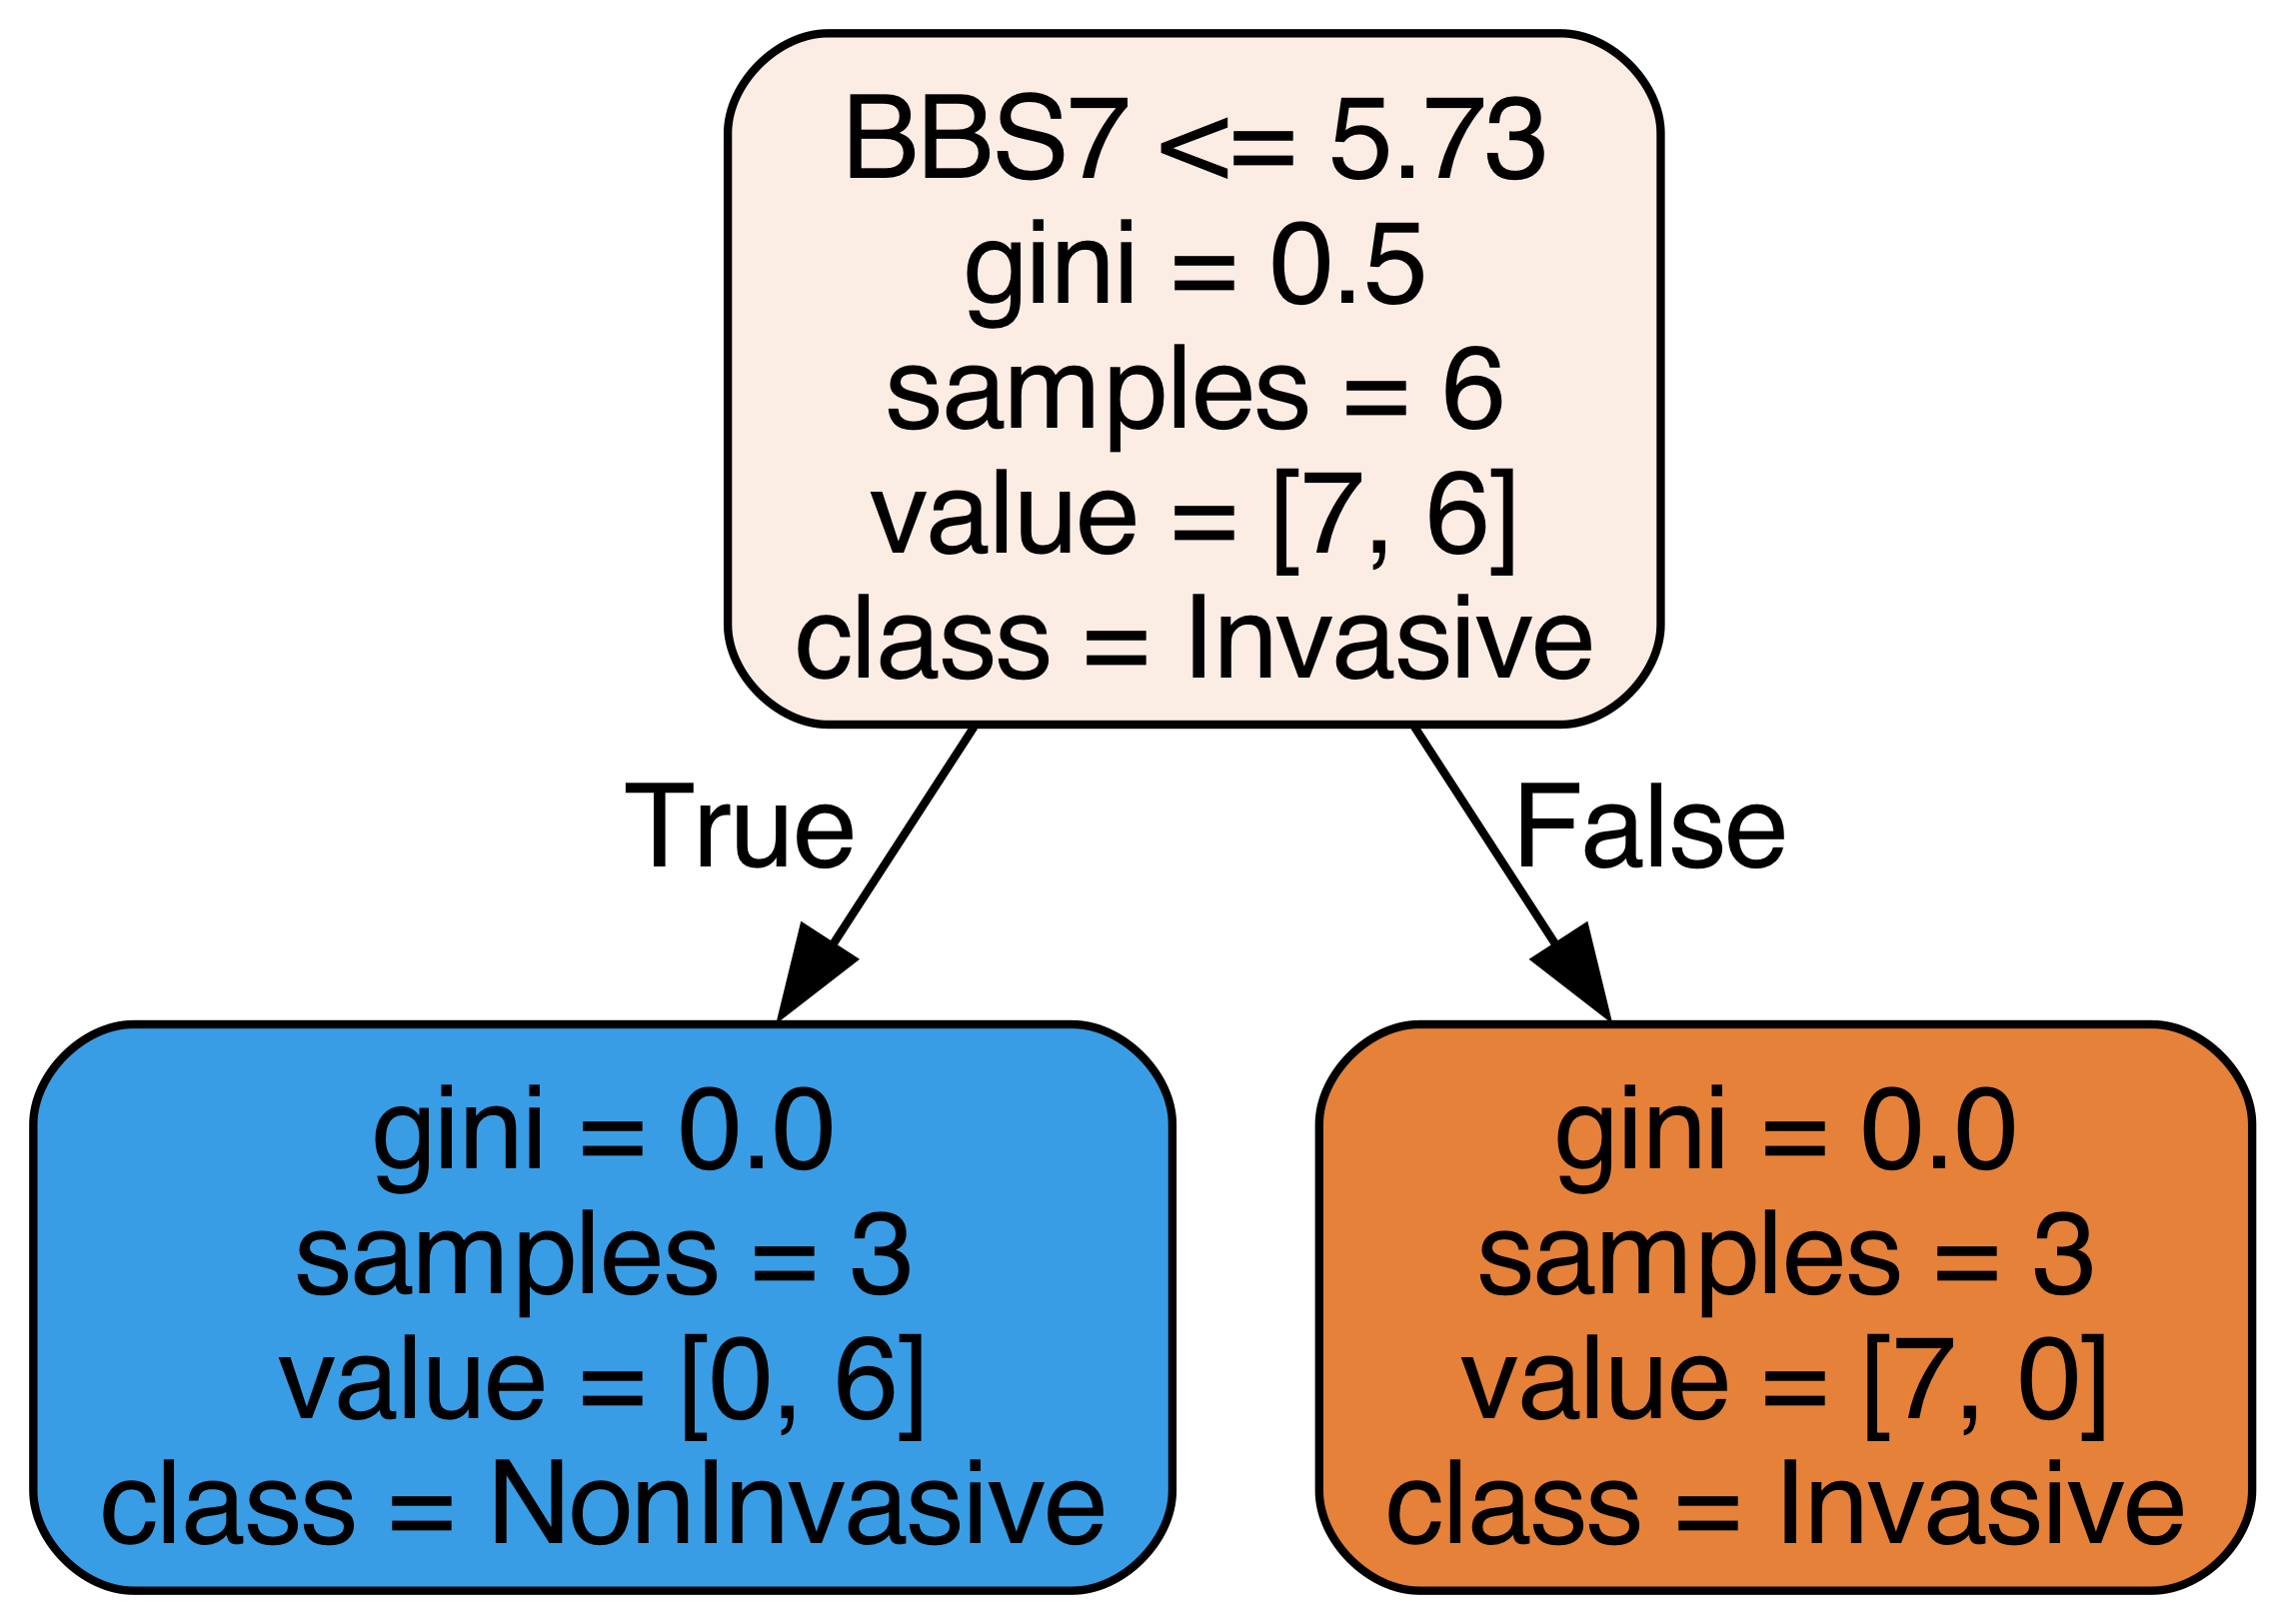 BBS7 <= 5.73
gini = 0.5
samples = 6
value = [7, 6]
class = Invasive
True
False
gini = 0.0
samples = 3
value = [0, 6]
class = NonInvasive
gini = 0.0
samples = 3
value = [7, 0]
class = Invasive